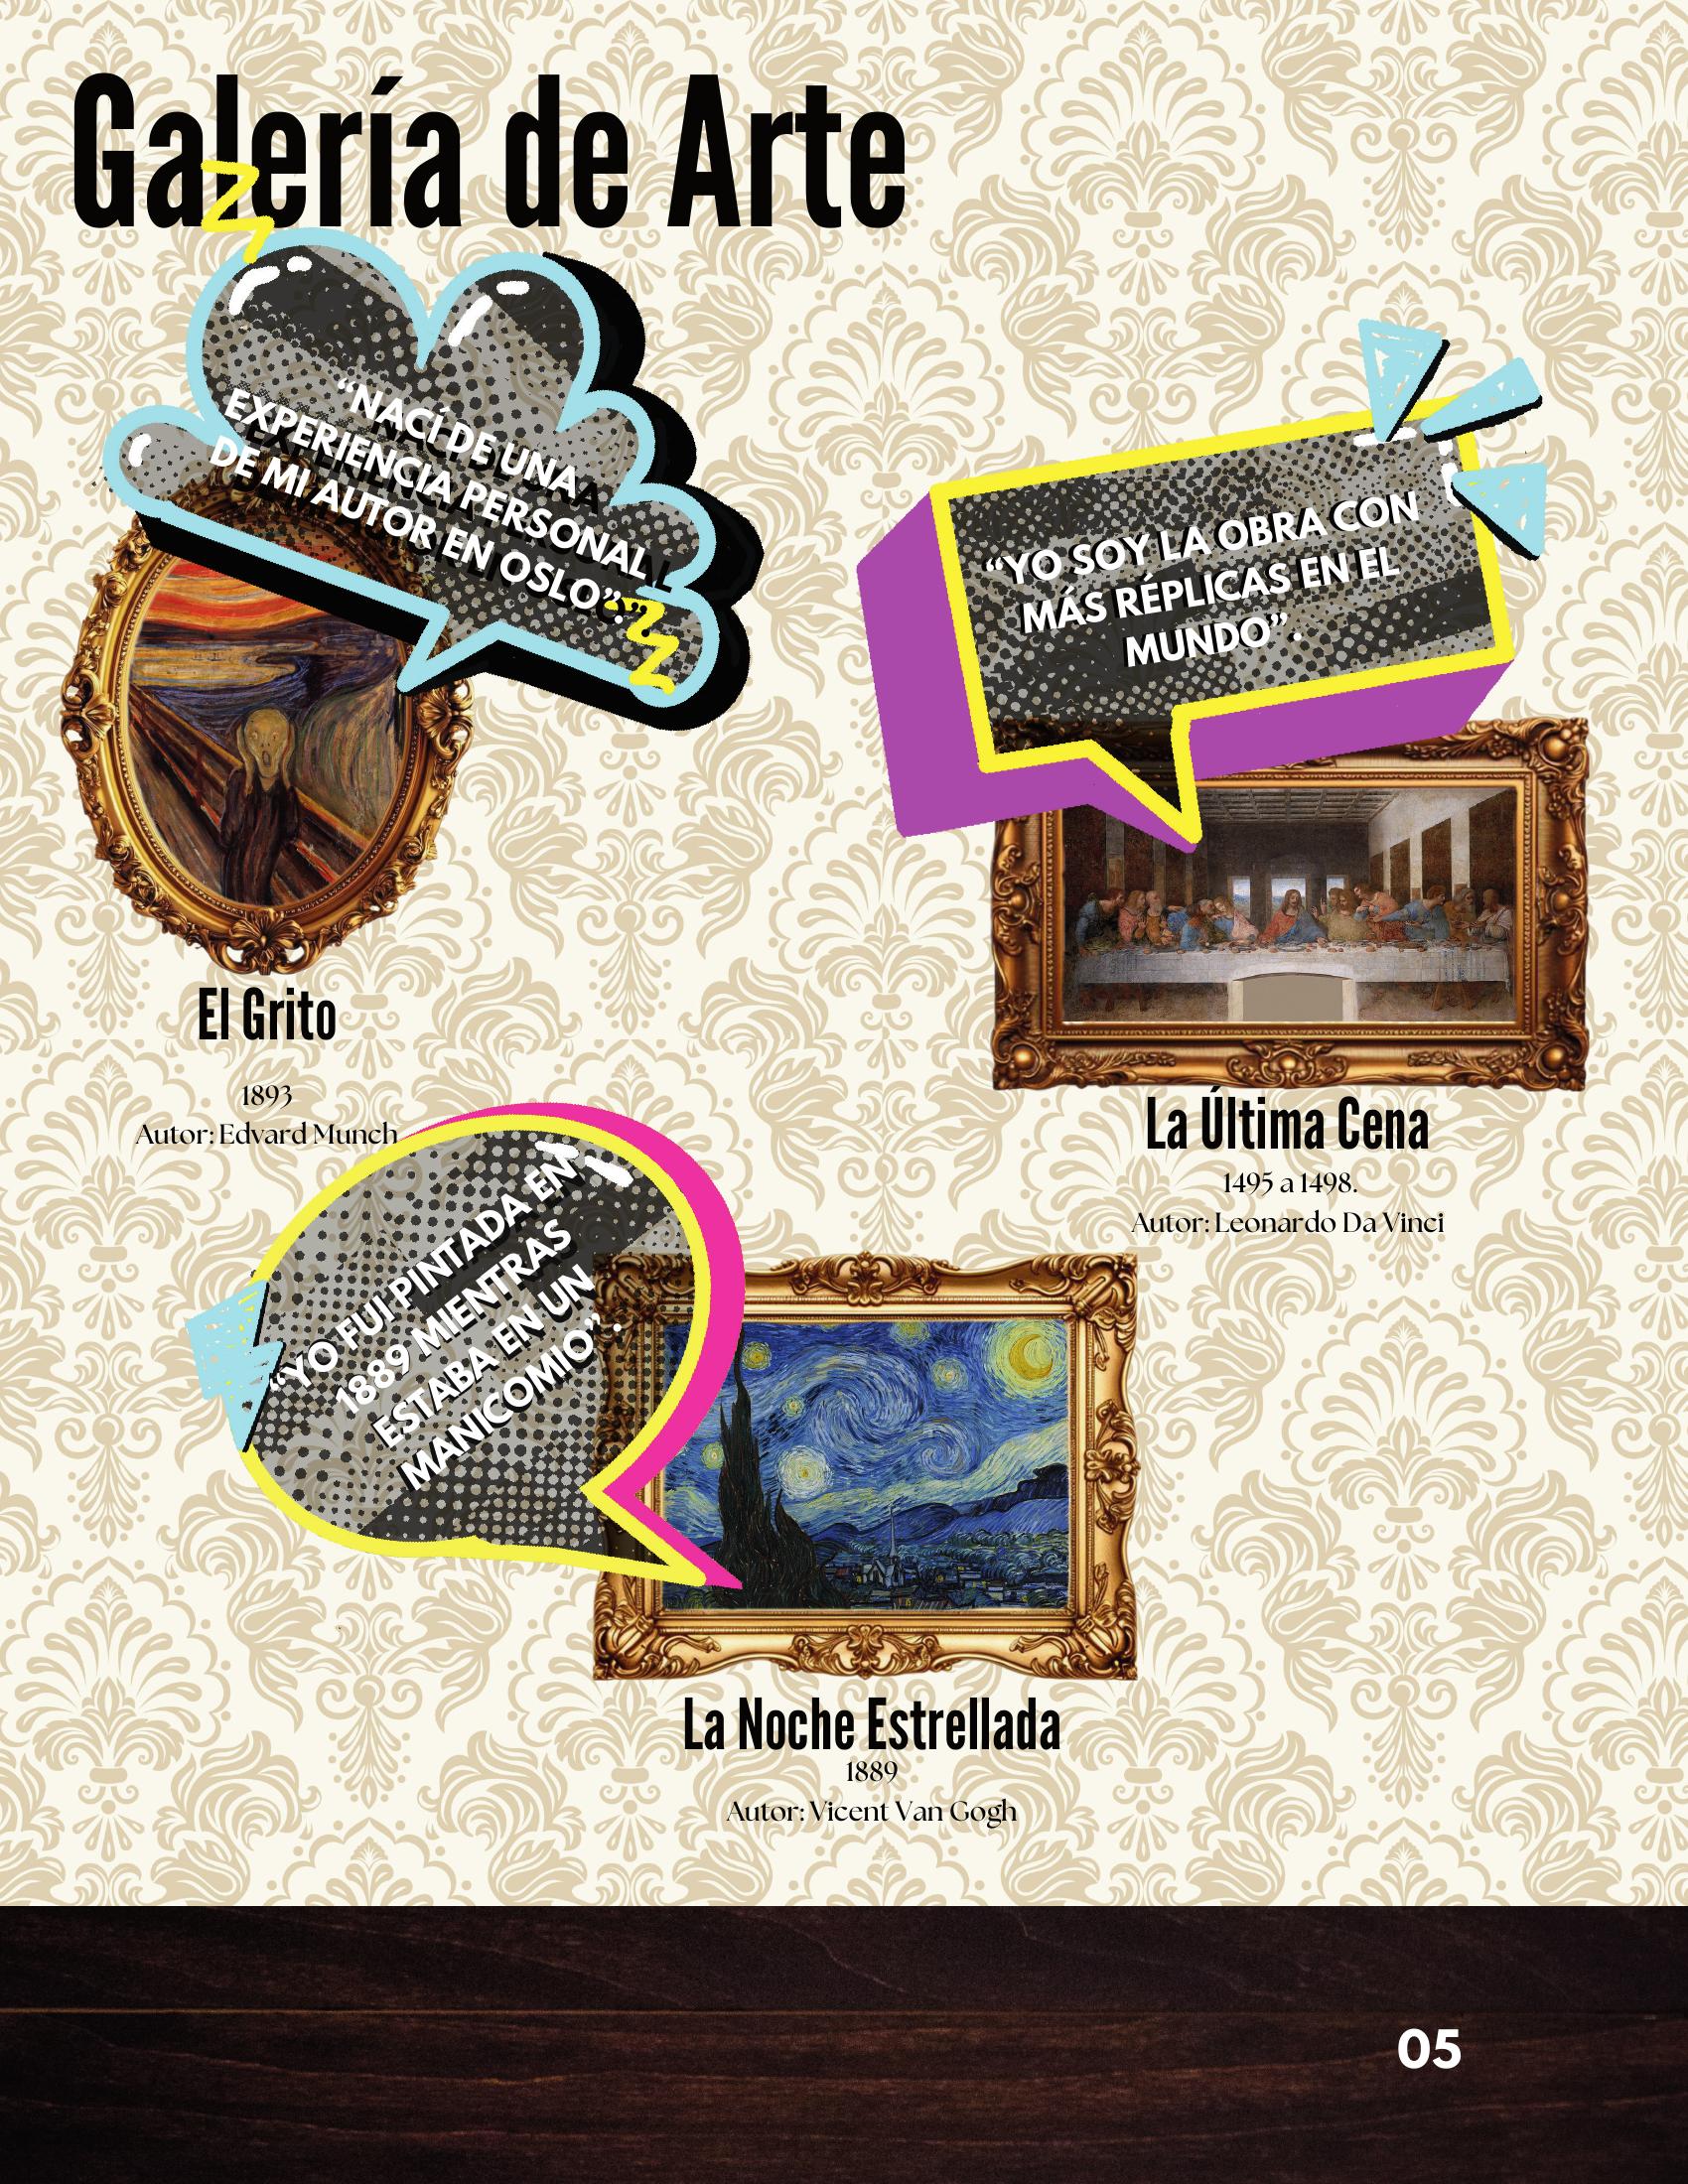 Galería de Arte
“NACÍ DE UNA
EXPERIENCIA PERSONAL
DE MI AUTOR EN OSLO”.
“YO SOY LA OBRA CON
MÁS RÉPLICAS EN EL
MUNDO”.
El Grito
1893
Autor: Edvard Munch
La Última Cena
1495 a 1498.
Autor: Leonardo Da Vinci
“YO FUI PINTADA EN
1889 MIENTRAS
ESTABA EN UN
MANICOMIO”.
La Noche Estrellada
1889
Autor: Vicent Van Gogh
05